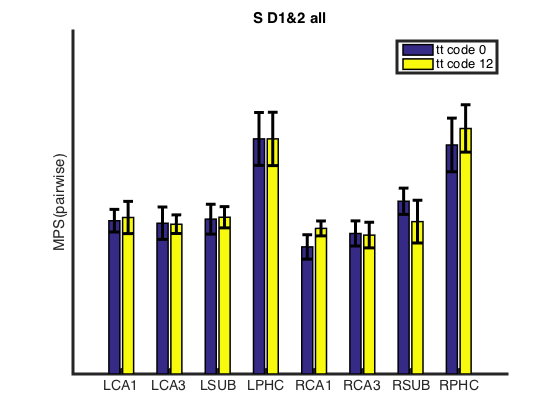 S D1&2 all
tt code 0
tt code 12
MPS(pairwise)
LCA1 LCA3 LSUB LPHC RCA1 RCA3 RSUB RPHC